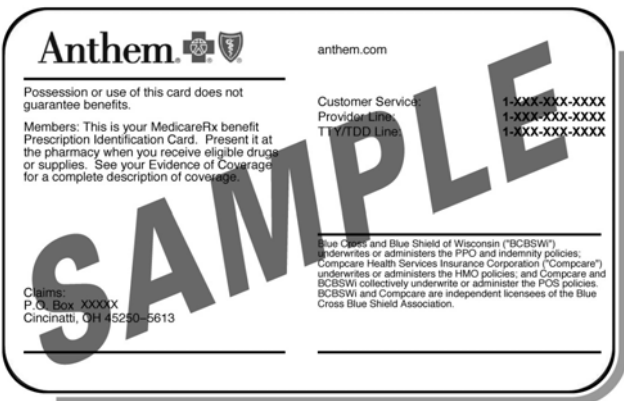 Anthem.
Possession or use of this card does not
guarantee benefits.
Members: This is your MedicareRx benefit
Prescription Identification Card. Present it at
the pharmacy when you receive eligible drugs
or supplies. See your Evidence of Coverage
for a complete description of coverage.
Claims:
P.O. Box XXXXX
Cincinatti, OH 45250–5613
anthem.com
Customer Service: 1-XXX-XXX-XXXX
Provider Line: 1-XXX-XXX-XXXX
TTY/TDD Line: 1-XXX-XXX-XXXX
Blue Cross and Blue Shield of Wisconsin ("BCBSWi")
underwrites or administers the PPO and indemnity policies;
Compcare Health Services Insurance Corporation ("Compcare")
underwrites or administers the HMO policies; and Compcare and
BCBSWi collectively underwrite or administer the POS policies.
BCBSWi and Compcare are independent licensees of the Blue
Cross Blue Shield Association.
SAMPLE